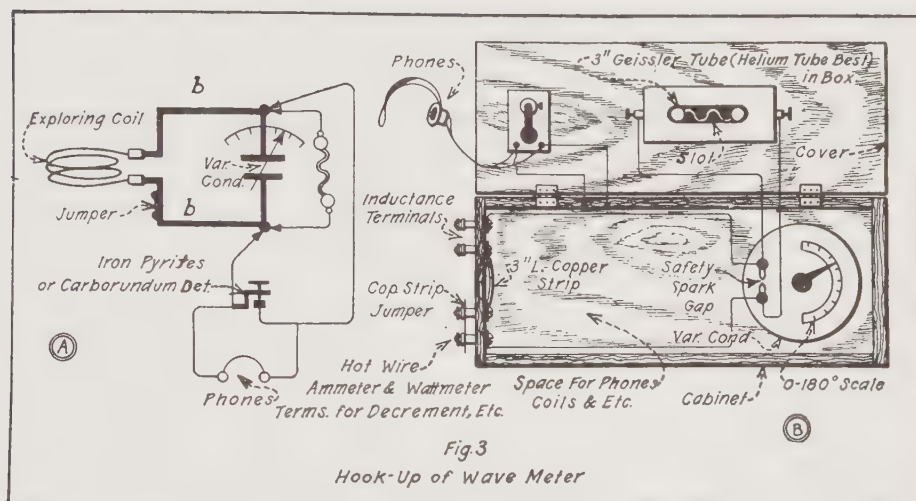 b
Exploring Coil
Var.
Cond.
Jumper
b
Iron Pyrites
or Carborundum Det.
A
Phones
Phones
3" Geissler Tube (Helium Tube Best)
in Box
Slot
Cover
Inductance
Terminals
3" L. Copper
Strip
Safety
Spark
Gap
Cop. Strip
Jumper
Var. Cond
Hot Wire
Ammeter & Wattmeter
Terms. for Decrement, Etc.
Space For Phones
Coils & Etc.
Cabinet
0-180° Scale
B
Fig.3
Hook-Up of Wave Meter